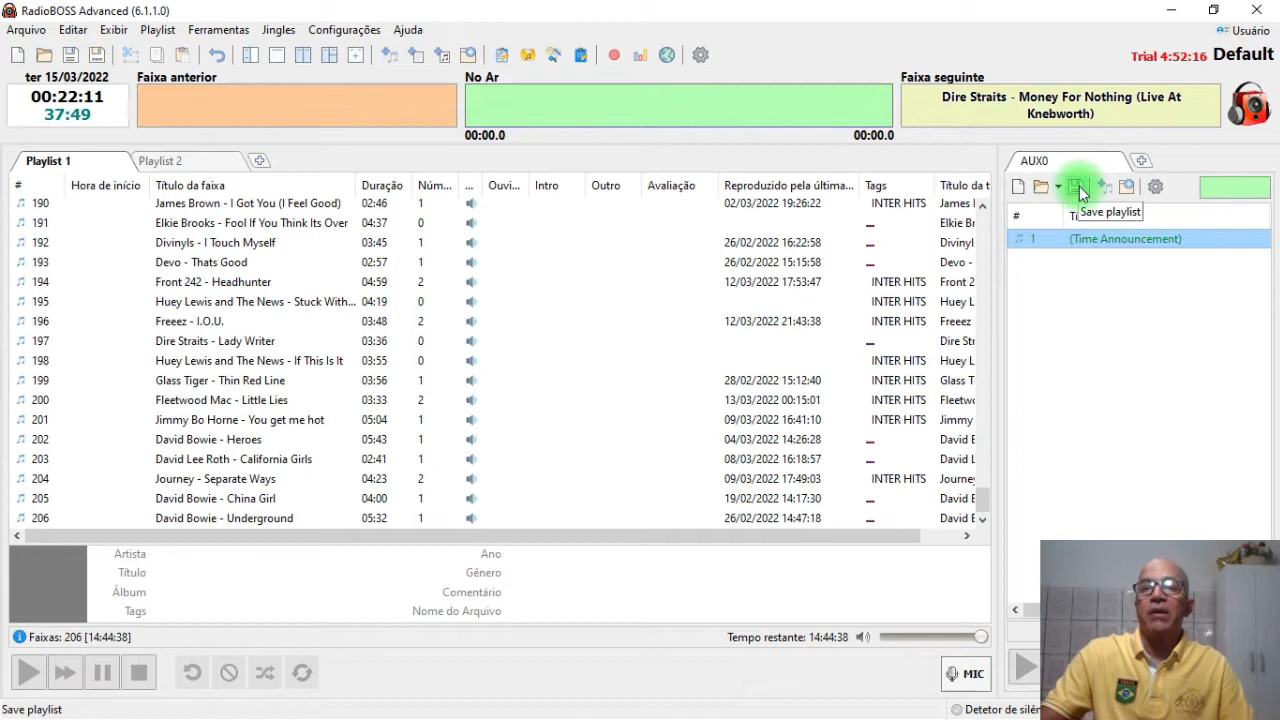 RadioBOSS Advanced (6.1.1.0)
Arquivo Editar Exibir Playlist Ferramentas Jingles Configurações Ajuda
Usuário
Trial 4:52:16 Default
ter 15/03/2022 Faixa anterior No Ar Faixa seguinte
00:22:11
37:49
Dire Straits - Money For Nothing (Live At
Knebworth)
00:00.0 00:00.0
Playlist 1 Playlist 2 AUX0
# Hora de início Título da faixa Duração Núm... ... Ouvi... Intro Outro Avaliação Reproduzido pela última... Tags Título da t
190 James Brown - I Got You (I Feel Good) 02:46 1 02/03/2022 19:26:22 INTER HITS James
191 Elkie Brooks - Fool If You Think Its Over 04:37 0 ... Elkie Br
192 Divinyls - I Touch Myself 03:45 1 26/02/2022 16:22:58 ... Divinyl
193 Devo - Thats Good 02:57 1 26/02/2022 15:15:58 ... Devo -
194 Front 242 - Headhunter 04:59 2 12/03/2022 17:53:47 INTER HITS Front 2
195 Huey Lewis and The News - Stuck With... 04:19 0 INTER HITS Huey L
196 Freeez - I.O.U. 03:48 2 12/03/2022 21:43:38 INTER HITS Freeez
197 Dire Straits - Lady Writer 03:36 0 ... Dire Str
198 Huey Lewis and The News - If This Is It 03:55 0 INTER HITS Huey L
199 Glass Tiger - Thin Red Line 03:56 1 28/02/2022 15:12:40 INTER HITS Glass T
200 Fleetwood Mac - Little Lies 03:33 2 13/03/2022 00:15:01 INTER HITS Fleetwo
201 Jimmy Bo Horne - You get me hot 05:04 1 09/03/2022 16:41:10 INTER HITS Jimmy
202 David Bowie - Heroes 05:43 1 04/03/2022 14:26:28 ... David B
203 David Lee Roth - California Girls 02:41 1 08/03/2022 16:18:57 ... David L
204 Journey - Separate Ways 04:23 2 09/03/2022 17:49:03 INTER HITS Journey
205 David Bowie - China Girl 04:00 1 19/02/2022 14:17:30 ... David B
206 David Bowie - Underground 05:32 1 26/02/2022 14:47:18 ... David B
Save playlist
#
1 (Time Announcement)
Artista Ano
Título Gênero
Álbum Comentário
Tags Nome do Arquivo
Faixas: 206 [14:44:38] Tempo restante: 14:44:38
MIC
Save playlist Detetor de silên